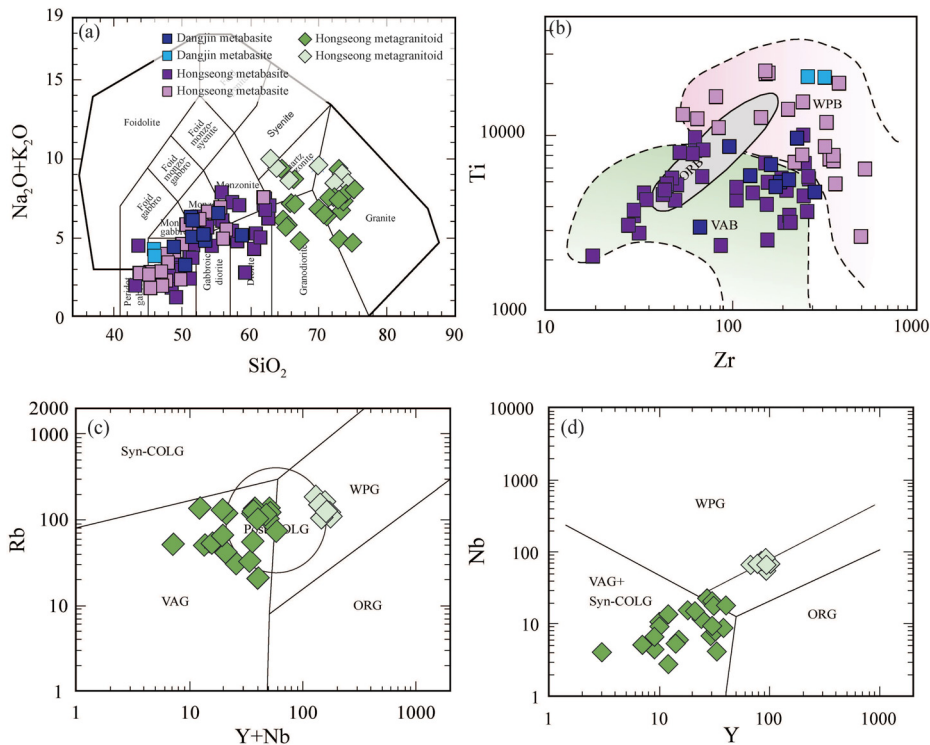 (a)
Dangjin metabasite
Dangjin metabasite
Hongseong metabasite
Hongseong metabasite
Hongseong metagranitoid
Hongseong metagranitoid
Foidolite
Foid
monzo-
syenite
Foid
monzo-
gabbro
Foid
gabbro
Syenite
Monzonite
Gabbroic
diorite
Diorite
Granodiorite
Granite
19
17
15
13
10
8
5
3
0
40
50
60
70
80
90
Na2O+K2O
SiO2
(b)
WPB
ORB
VAB
10000
1000
10
100
1000
Ti
Zr
(c)
Syn-COLG
WPG
VAG
ORG
2000
1000
100
10
1
1
10
100
1000
Rb
Y+Nb
(d)
WPG
VAG+
Syn-COLG
ORG
10000
1000
100
10
1
1
10
100
1000
Nb
Y